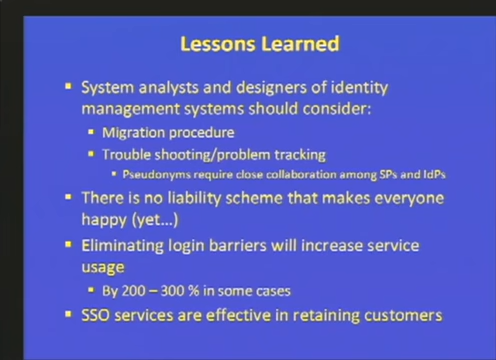 Lessons Learned
System analysts and designers of identity
management systems should consider:
Migration procedure
Trouble shooting/problem tracking
Pseudonyms require close collaboration among SPs and IdPs
There is no liability scheme that makes everyone
happy (yet...)
Eliminating login barriers will increase service
usage
By 200 – 300 % in some cases
SSO services are effective in retaining customers